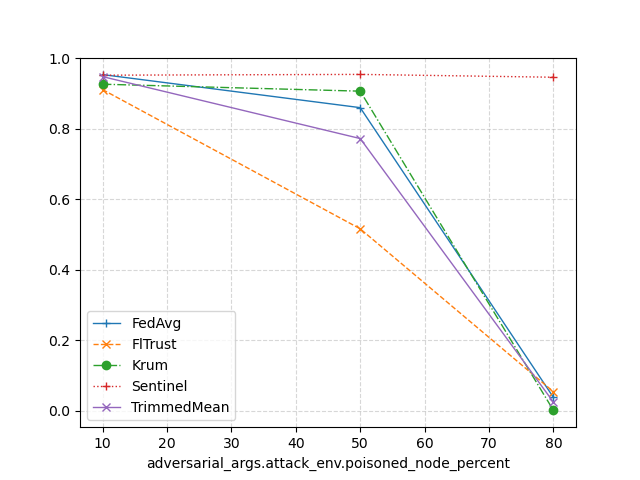 1.0
0.8
0.6
0.4
0.2
0.0
FedAvg
FlTrust
Krum
Sentinel
TrimmedMean
10 20 30 40 50 60 70 80
adversarial_args.attack_env.poisoned_node_percent